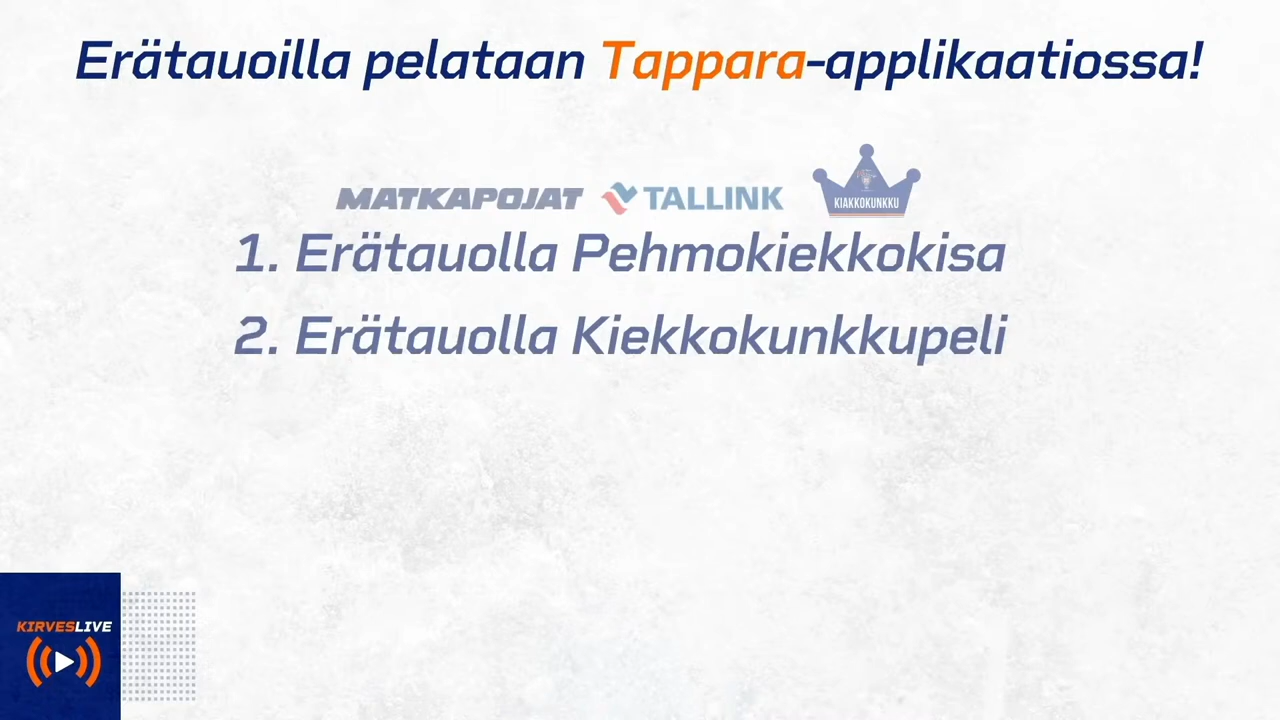 Erätauoilla pelataan Tappara-applikaatiossa!
MATKAPOJAT TALLINK KIAKKOKUNKKU
1. Erätauolla Pehmokiekkokisa
2. Erätauolla Kiekkokunkkupeli
KIRVESLIVE